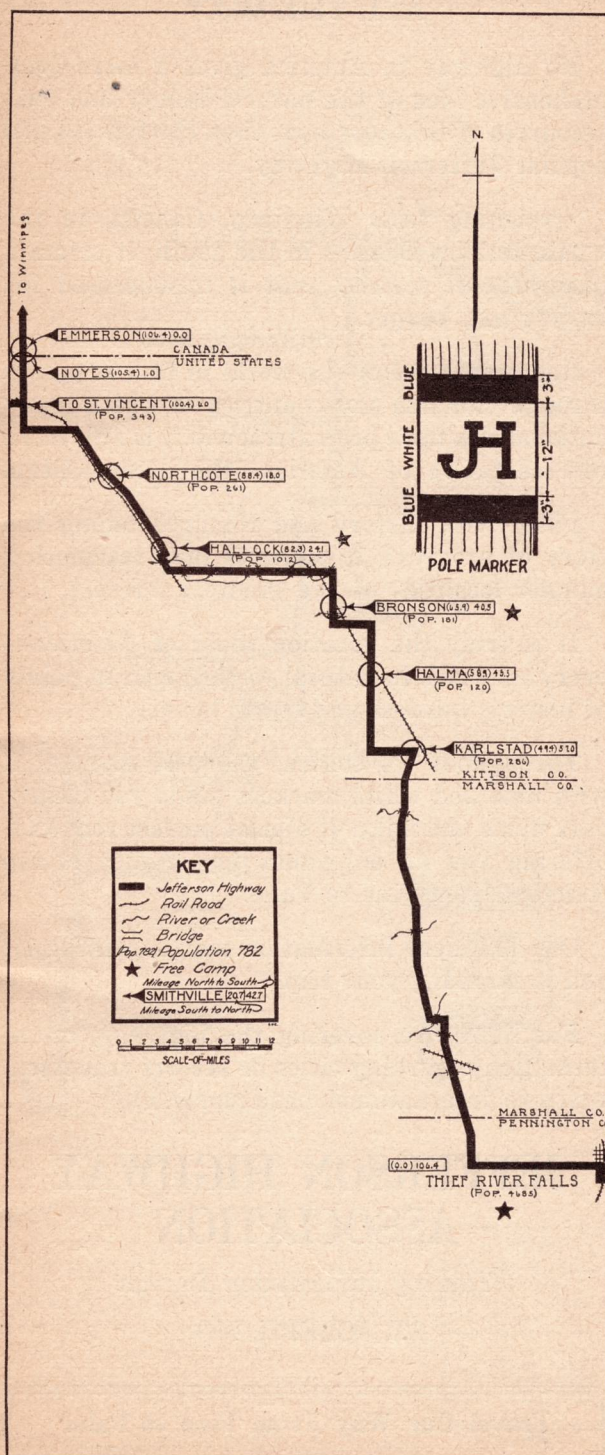 N.
To Winnipeg
EMMERSON (106.4) 0.0
CANADA
UNITED STATES
NOYES (105.4) 1.0
TO ST. VINCENT (100.4) 6.0
(POP. 343)
NORTHCOTE (88.4) 18.0
(POP. 261)
HALLOCK (82.3) 24.1
(POP. 1012)
BLUE WHITE BLUE
3"
12"
3"
JH
POLE MARKER
BRONSON (65.9) 40.5
(POP. 181)
HALMA
(POP. 120)
KARLSTAD (49.4) 57.0
(POP. 286)
KITTSON CO.
MARSHALL CO.
KEY
Jefferson Highway
Rail Road
River or Creek
Bridge
(Pop. 782) Population 782
Free Camp
Mileage North to South
SMITHVILLE (20.7) 42.7
Mileage South to North
0 1 2 3 4 5 6 7 8 9 10 11 12
SCALE-OF-MILES
MARSHALL CO.
PENNINGTON C
(0.0) 106.4
THIEF RIVER FALLS
(POP. 4685)